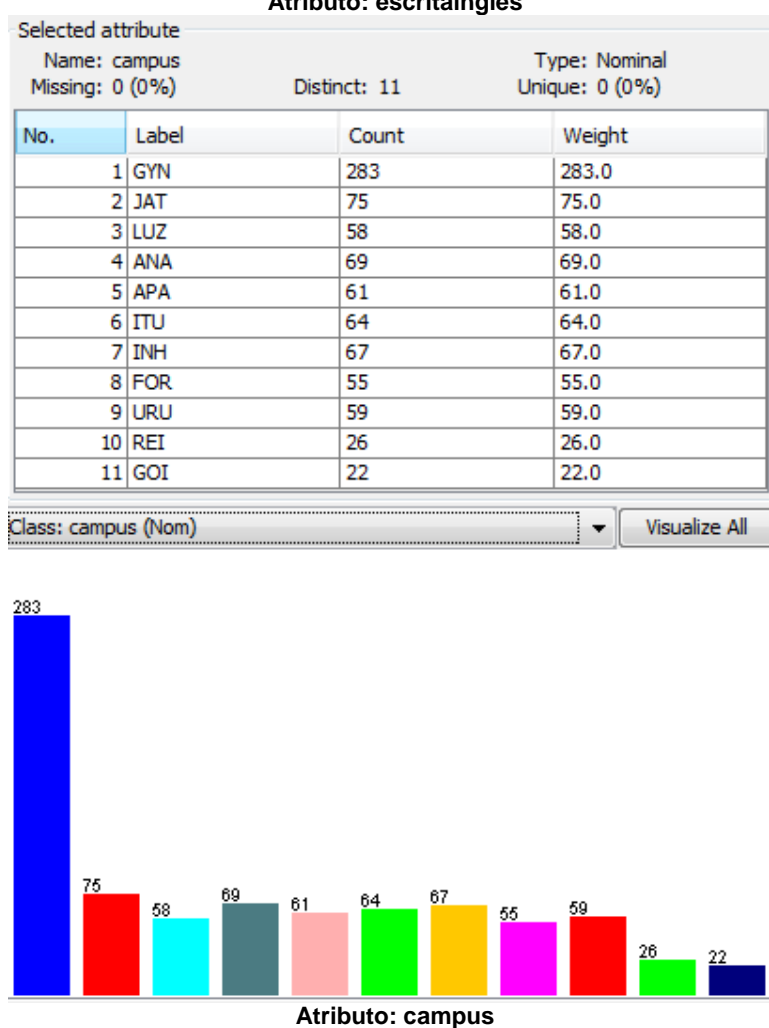 Atributo: escritaingles
Selected attribute
Name: campus Type: Nominal
Missing: 0 (0%) Distinct: 11 Unique: 0 (0%)
No. Label Count Weight
1 GYN 283 283.0
2 JAT 75 75.0
3 LUZ 58 58.0
4 ANA 69 69.0
5 APA 61 61.0
6 ITU 64 64.0
7 INH 67 67.0
8 FOR 55 55.0
9 URU 59 59.0
10 REI 26 26.0
11 GOI 22 22.0
Class: campus (Nom) Visualize All
283 75 58 69 61 64 67 55 59 26 22
Atributo: campus